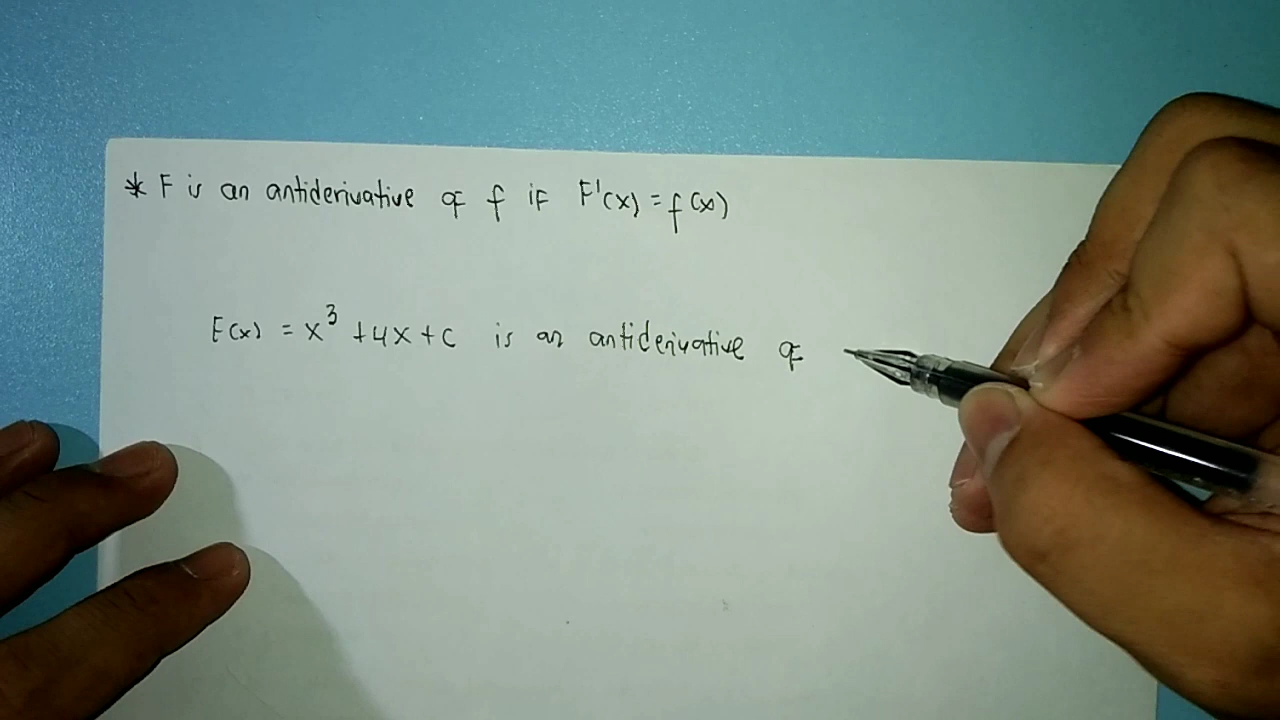 * F is an antiderivative of f if F'(x) = f(x)
F(x) = x³ + 4x + c is an antiderivative of